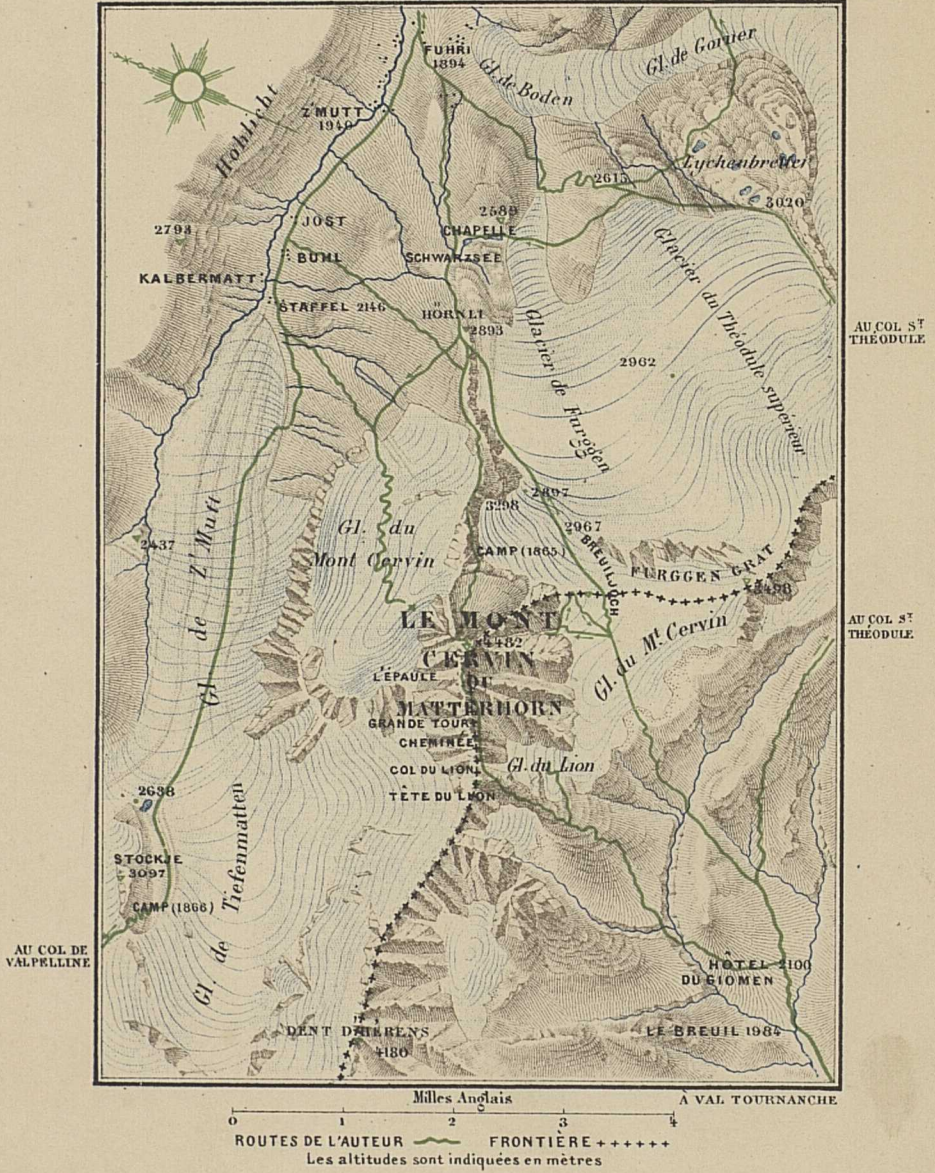 FUHRI
1894
Gl. de Gorner
Gl. de Boden
Z'MUTT
1940
Hohlicht
Lychenbretter
2615
3020
2589
CHAPELLE
JOST
2793
BUHL
SCHWARZSEE
KALBERMATT
STAFFEL 2146
HÖRNLI
2893
Glacier du Théodule supérieur
Glacier de Furggen
2962
AU COL ST
THÉODULE
2897
3298
2967
Gl. du
Mont Cervin
2437
Gl. de Z'Mutt
CAMP (1865)
BREUILJOCH
FURGGEN GRAT
3498
LE MONT
4482
CERVIN
OU
MATTERHORN
L'ÉPAULE
Gl. du Mt Cervin
AU COL ST
THÉODULE
GRANDE TOUR
CHEMINÉE
COL DU LION
Gl. du Lion
TÊTE DU LION
2638
Gl. de Tiefenmatten
STOCKJE
3097
CAMP (1866)
AU COL DE
VALPELLINE
HÔTEL 2100
DU GIOMEN
DENT D'HÉRENS
4180
LE BREUIL 1984
Milles Anglais
À VAL TOURNANCHE
0 1 2 3 4
ROUTES DE L'AUTEUR FRONTIÈRE ++++++
Les altitudes sont indiquées en mètres